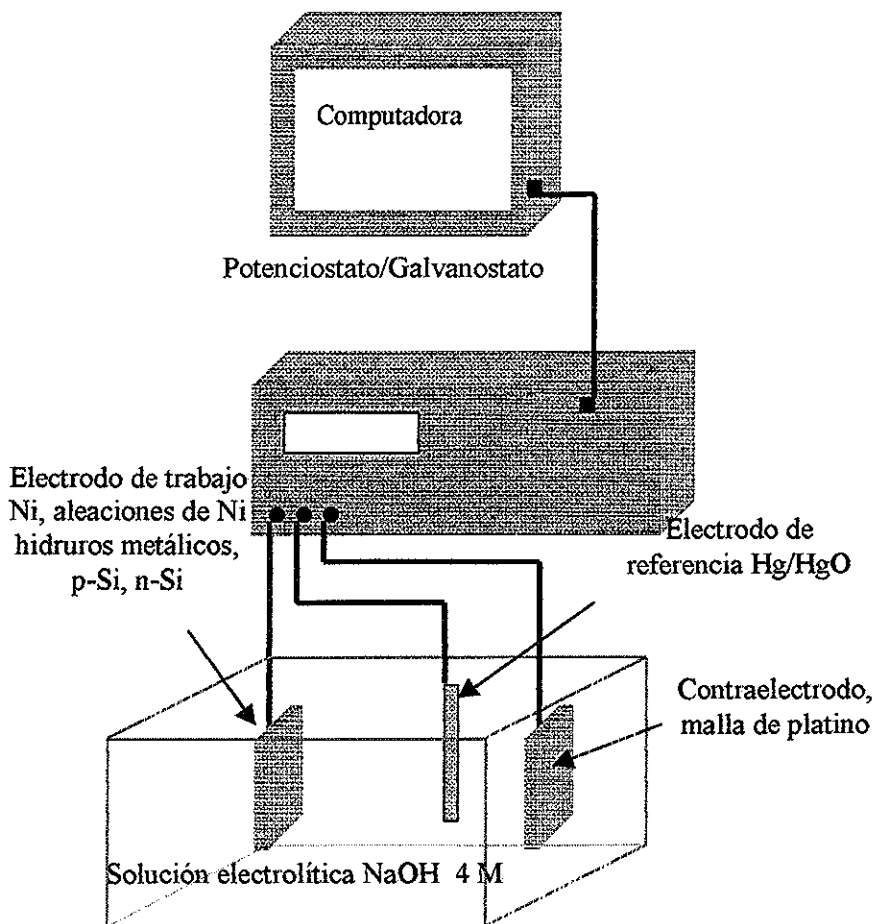 Computadora
Potenciostato/Galvanostato
Electrodo de trabajo
Ni, aleaciones de Ni
hidruros metálicos,
p-Si, n-Si
Electrodo de
referencia Hg/HgO
Contraelectrodo,
malla de platino
Solución electrolítica NaOH 4 M